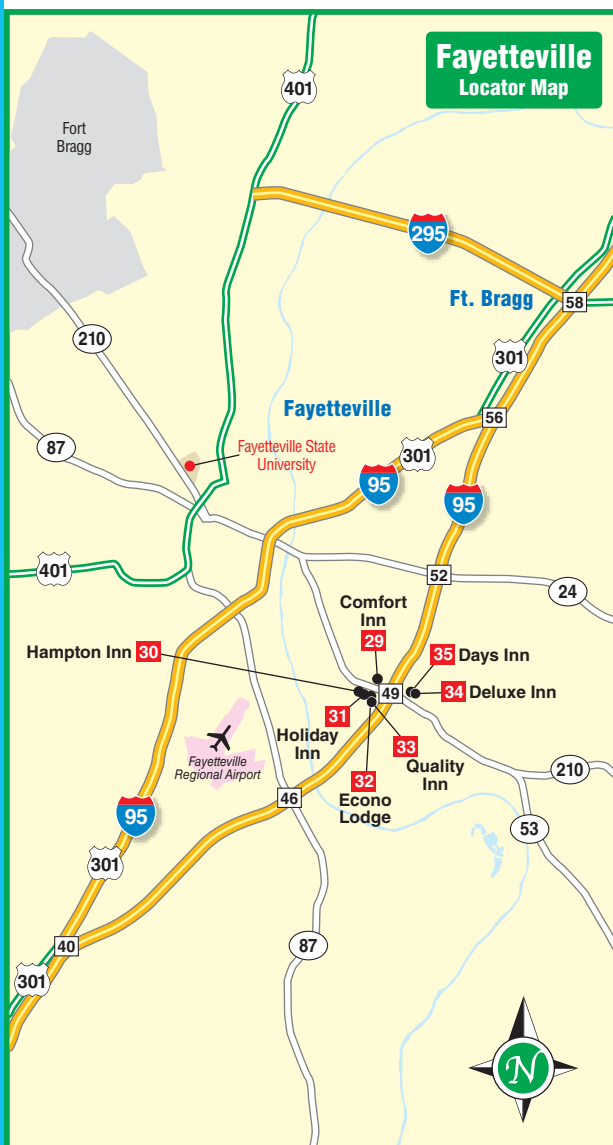 Fayetteville
Locator Map
401
Fort
Bragg
295
Ft. Bragg
58
210
301
Fayetteville
56
87
Fayetteville State
University
301
95
95
401
52
24
Comfort
Inn
29
Hampton Inn 30
35 Days Inn
49
34 Deluxe Inn
31
Holiday
Inn
33
Quality
Inn
Fayetteville
Regional Airport
32
Econo
Lodge
210
46
95
53
301
40
87
301
N